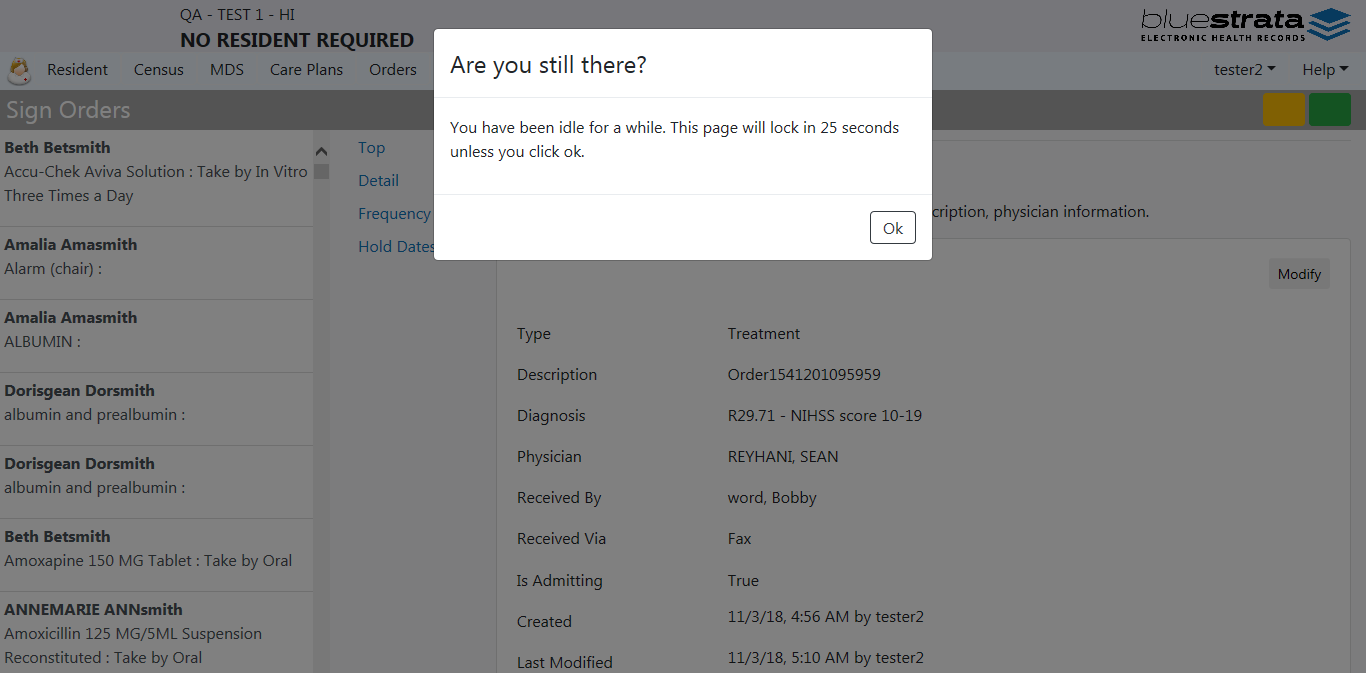 QA - TEST 1 - HI
NO RESIDENT REQUIRED
bluestrata
ELECTRONIC HEALTH RECORDS
Resident Census MDS Care Plans Orders
tester2 Help
Sign Orders
Are you still there?
You have been idle for a while. This page will lock in 25 seconds
unless you click ok.
Ok
Beth Betsmith
Accu-Chek Aviva Solution : Take by In Vitro
Three Times a Day
Amalia Amasmith
Alarm (chair) :
Amalia Amasmith
ALBUMIN :
Dorisgean Dorsmith
albumin and prealbumin :
Dorisgean Dorsmith
albumin and prealbumin :
Beth Betsmith
Amoxapine 150 MG Tablet : Take by Oral
ANNEMARIE ANNsmith
Amoxicillin 125 MG/5ML Suspension
Reconstituted : Take by Oral
Top
Detail
Frequency
Hold Dates
cription, physician information.
Modify
Type Treatment
Description Order1541201095959
Diagnosis R29.71 - NIHSS score 10-19
Physician REYHANI, SEAN
Received By word, Bobby
Received Via Fax
Is Admitting True
Created 11/3/18, 4:56 AM by tester2
Last Modified 11/3/18, 5:10 AM by tester2